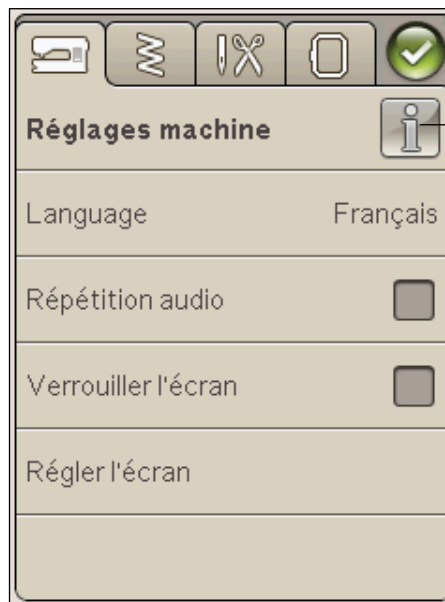 Réglages machine
Language Français
Répétition audio
Verrouiller l'écran
Régler l'écran